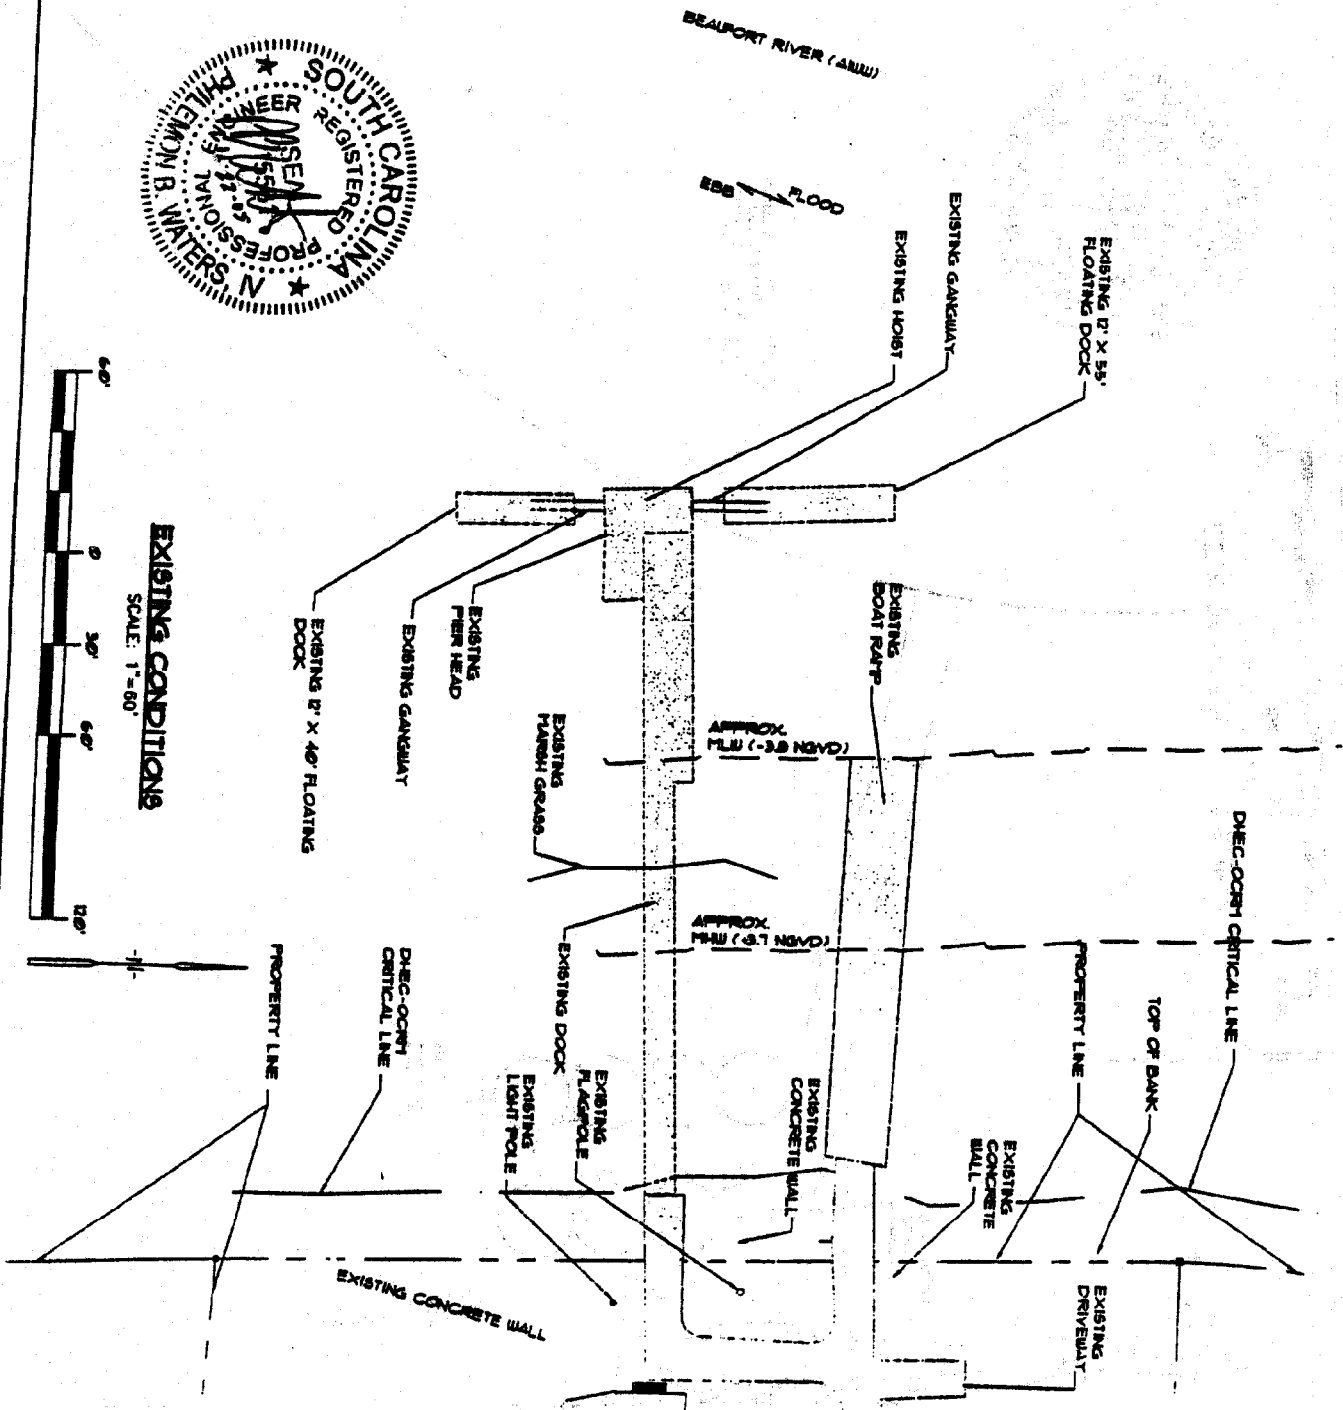 BEAUFORT RIVER (AIWW)
EBB
FLOOD
EXISTING 12' X 55'
FLOATING DOCK
EXISTING GANGWAY
EXISTING HOIST
SOUTH CAROLINA
PHILEMON B. WATERS, IV
REGISTERED PROFESSIONAL ENGINEER
SEAL
EXISTING
BOAT RAMP
EXISTING
PIER HEAD
EXISTING GANGWAY
EXISTING 12' X 40' FLOATING
DOCK
EXISTING
MARSH GRASS
APPROX.
MLW (-3.8 NGVD)
APPROX.
MHW (-3.7 NGVD)
DHEC-OCRM CRITICAL LINE
TOP OF BANK
PROPERTY LINE
EXISTING
CONCRETE
WALL
EXISTING
CONCRETE WALL
EXISTING DOCK
EXISTING
FLAGPOLE
EXISTING
LIGHT POLE
DHEC-OCRM
CRITICAL LINE
PROPERTY LINE
EXISTING
DRIVEWAY
EXISTING CONCRETE WALL
EXISTING CONDITIONS
SCALE: 1"=60'
60'
0
30'
60'
120'